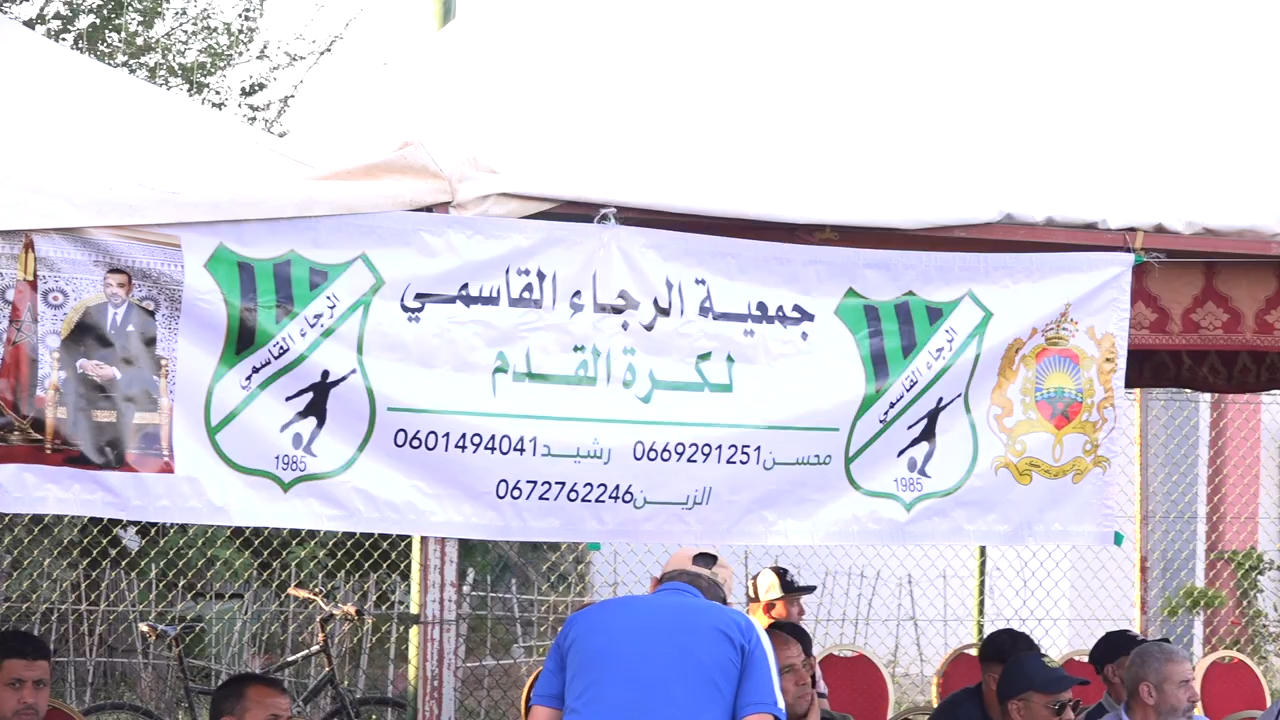 جمعية الرجاء القاسمي
لكرة القدم
محسن 0669291251 رشيد 0601494041
الزين 0672762246
الرجاء القاسمي
1985
الرجاء القاسمي
1985